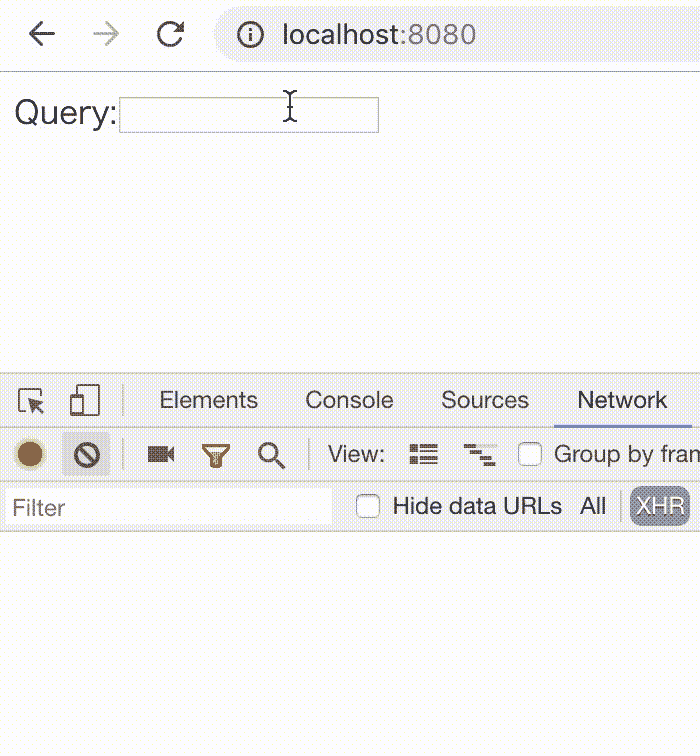 localhost:8080
Query:
Elements Console Sources Network
View: Group by fran
Filter Hide data URLs All XHR